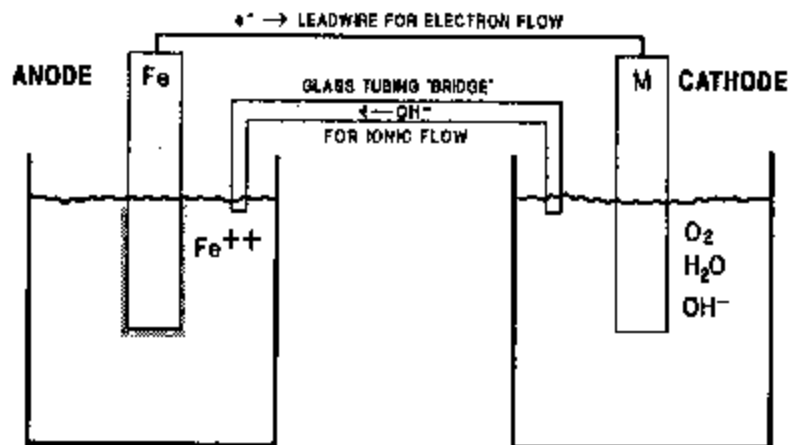 e⁻ → LEADWIRE FOR ELECTRON FLOW
ANODE
Fe
M
CATHODE
GLASS TUBING "BRIDGE"
<— OH⁻
FOR IONIC FLOW
Fe++
O₂
H₂O
OH⁻